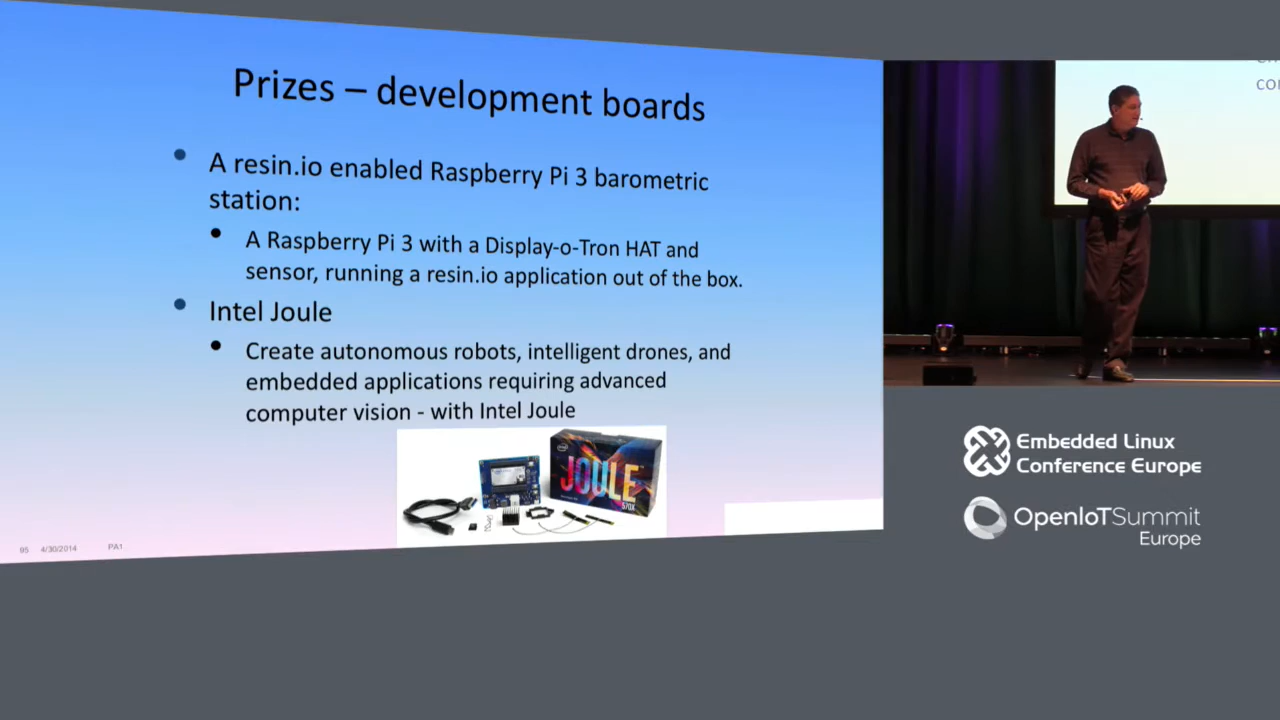 Prizes – development boards
• A resin.io enabled Raspberry Pi 3 barometric
station:
• A Raspberry Pi 3 with a Display-o-Tron HAT and
sensor, running a resin.io application out of the box.
• Intel Joule
• Create autonomous robots, intelligent drones, and
embedded applications requiring advanced
computer vision - with Intel Joule
JOULE
570X
95 4/30/2014 PA1
Embedded Linux
Conference Europe
OpenIoTSummit
Europe